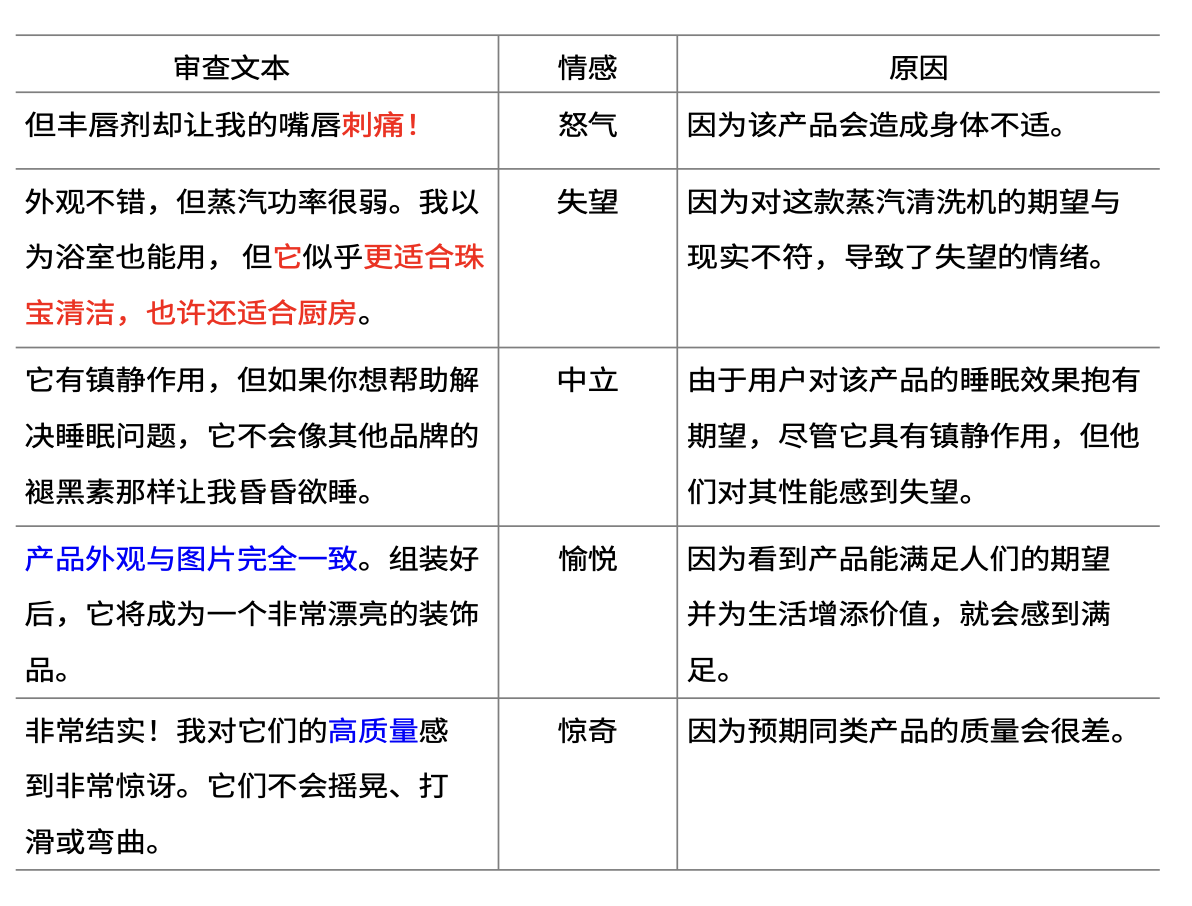 审查文本 情感 原因
但丰唇剂却让我的嘴唇刺痛！ 怒气 因为该产品会造成身体不适。
外观不错，但蒸汽功率很弱。我以 失望 因为对这款蒸汽清洗机的期望与
为浴室也能用， 但它似乎更适合珠 现实不符，导致了失望的情绪。
宝清洁，也许还适合厨房。
它有镇静作用，但如果你想帮助解 中立 由于用户对该产品的睡眠效果抱有
决睡眠问题，它不会像其他品牌的 期望，尽管它具有镇静作用，但他
褪黑素那样让我昏昏欲睡。 们对其性能感到失望。
产品外观与图片完全一致。组装好 愉悦 因为看到产品能满足人们的期望
后，它将成为一个非常漂亮的装饰 并为生活增添价值，就会感到满
品。 足。
非常结实！我对它们的高质量感 惊奇 因为预期同类产品的质量会很差。
到非常惊讶。它们不会摇晃、打
滑或弯曲。